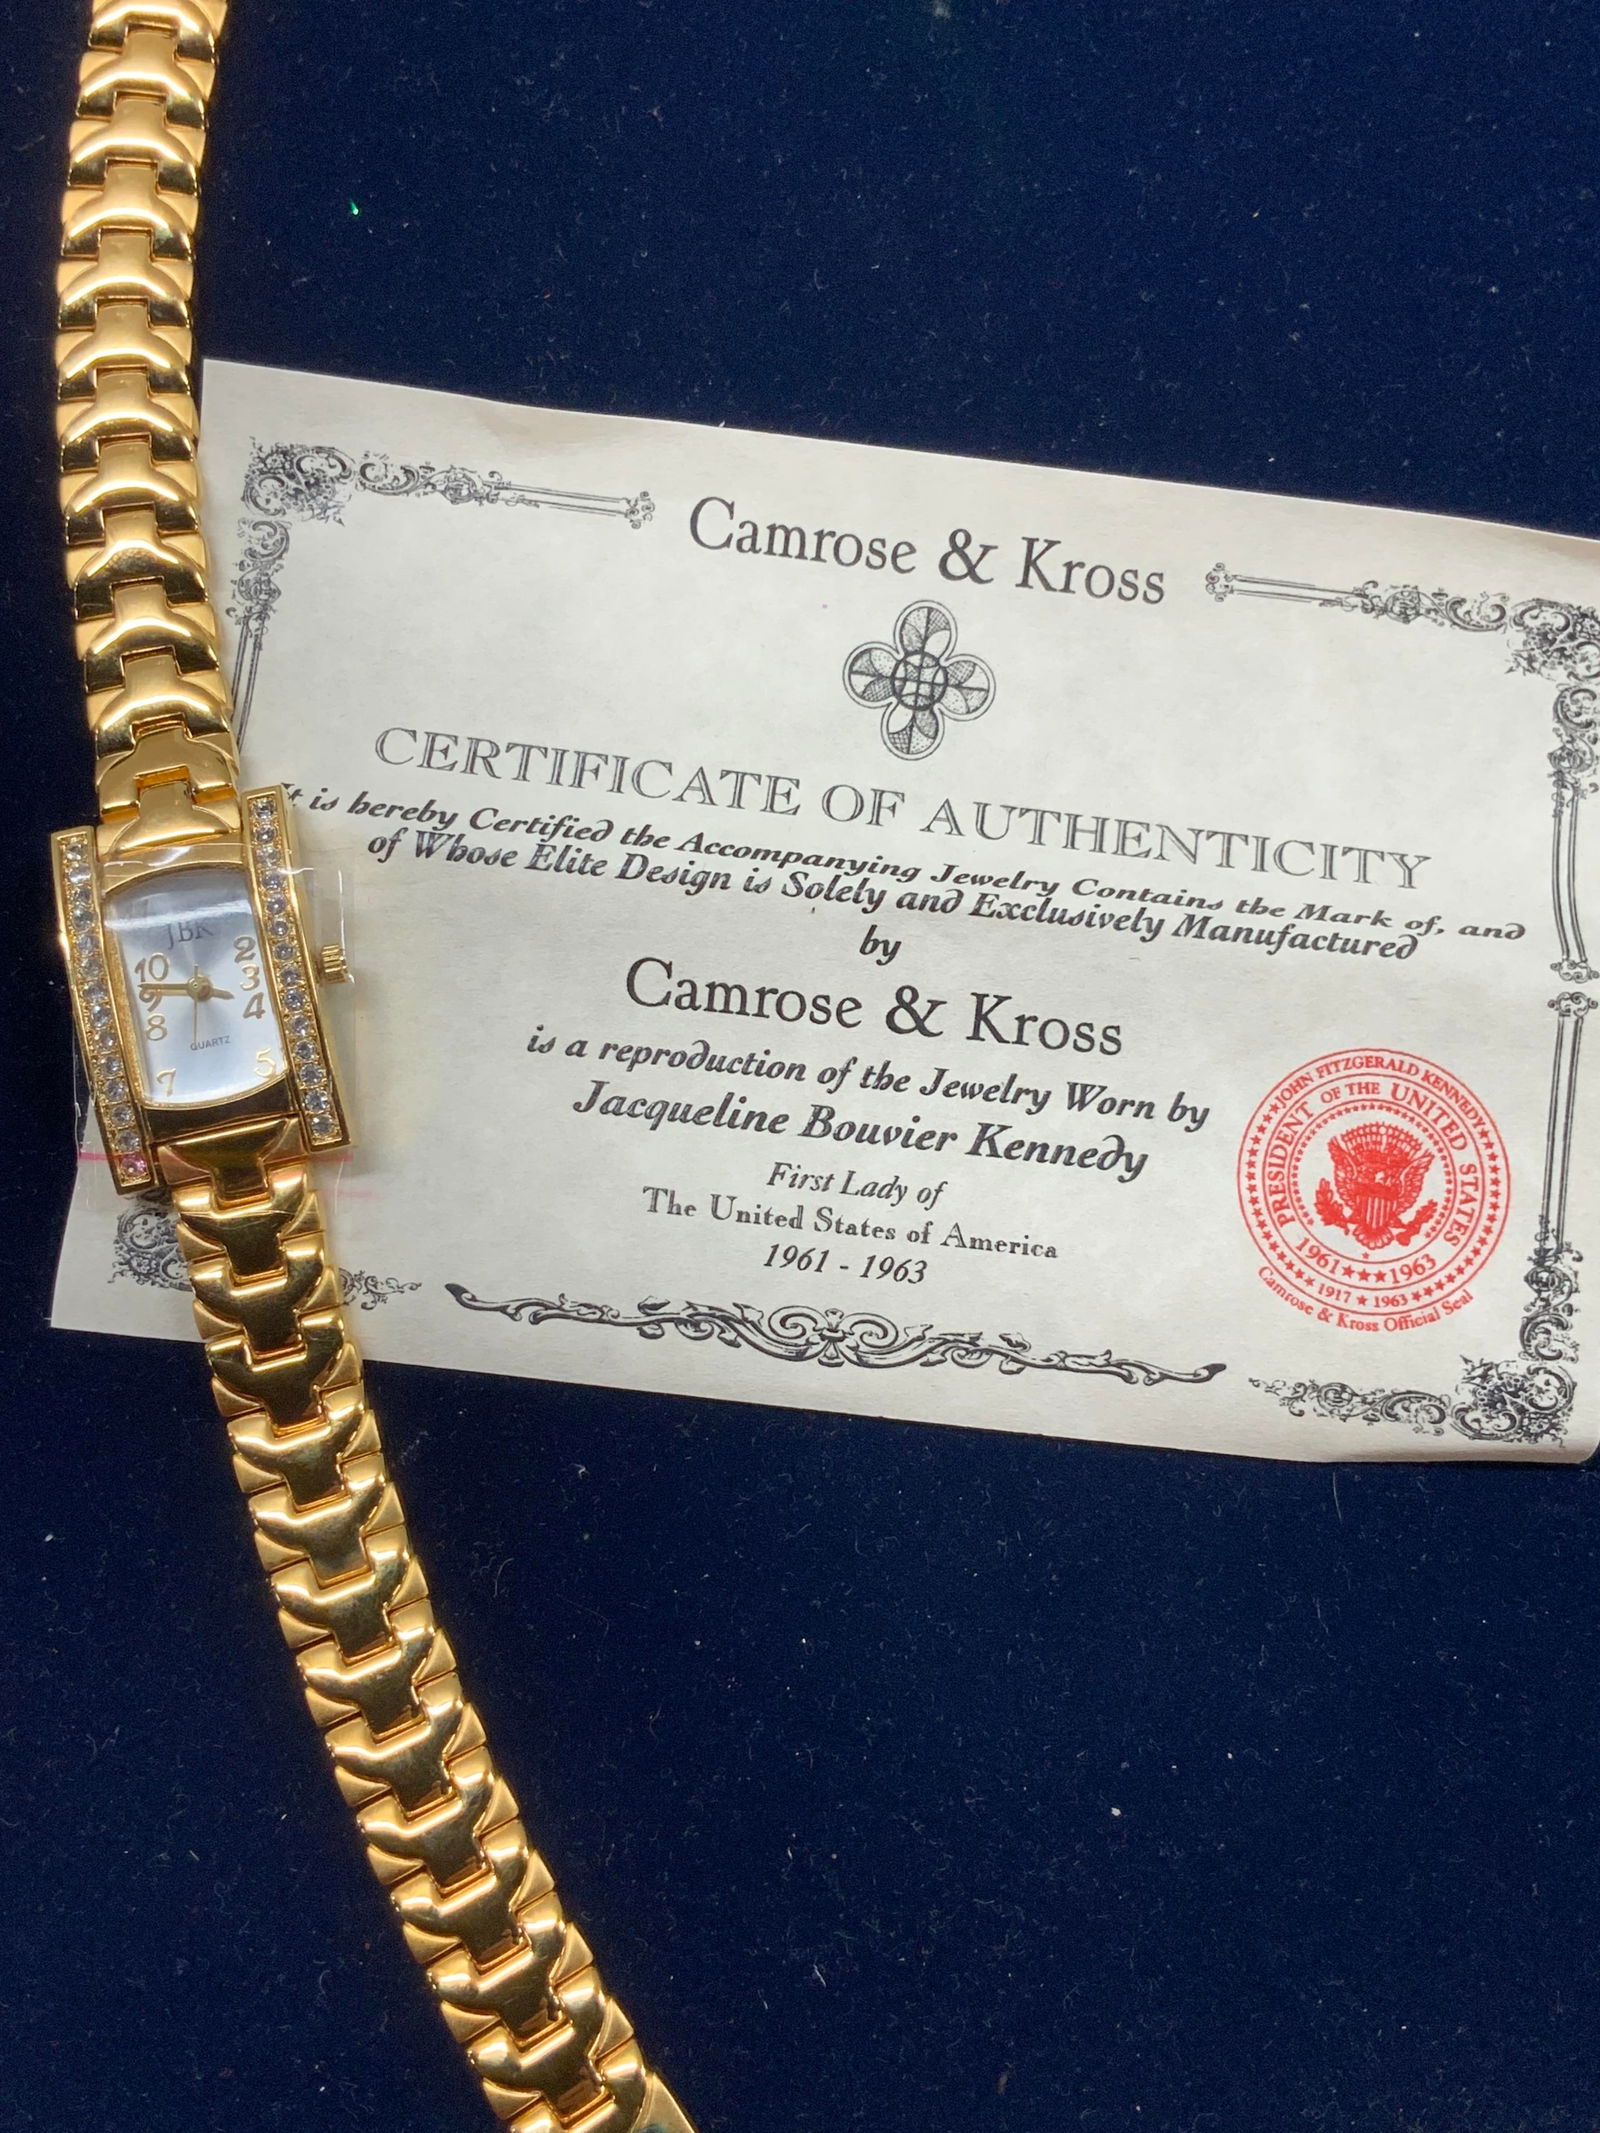 Camrose & Kross
CERTIFICATE OF AUTHENTICITY
It is hereby Certified the Accompanying Jewelry Contains the Mark of, and
of Whose Elite Design is Solely and Exclusively Manufactured
by
Camrose & Kross
is a reproduction of the Jewelry Worn by
Jacqueline Bouvier Kennedy
First Lady of
The United States of America
1961 - 1963
JOHN FITZGERALD KENNEDY
PRESIDENT OF THE UNITED STATES
1961 ★★★ 1963
1917 ★ 1963
Camrose & Kross Official Seal
JBK
10 2
9 3
8 4
QUARTZ
7 5